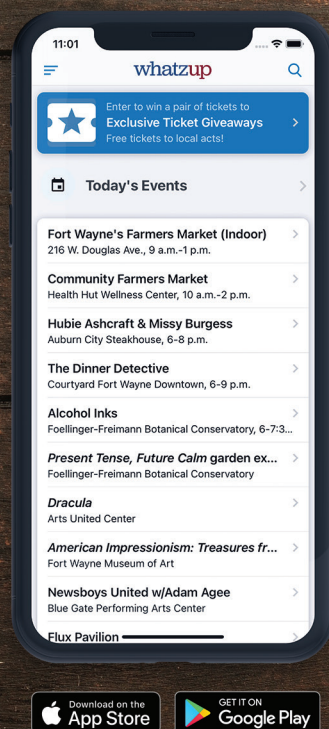 11:01
whatzup
Enter to win a pair of tickets to
Exclusive Ticket Giveaways
Free tickets to local acts!
Today's Events
Fort Wayne's Farmers Market (Indoor)
216 W. Douglas Ave., 9 a.m.-1 p.m.
Community Farmers Market
Health Hut Wellness Center, 10 a.m.-2 p.m.
Hubie Ashcraft & Missy Burgess
Auburn City Steakhouse, 6-8 p.m.
The Dinner Detective
Courtyard Fort Wayne Downtown, 6-9 p.m.
Alcohol Inks
Foellinger-Freimann Botanical Conservatory, 6-7:3...
Present Tense, Future Calm garden ex...
Foellinger-Freimann Botanical Conservatory
Dracula
Arts United Center
American Impressionism: Treasures fr...
Fort Wayne Museum of Art
Newsboys United w/Adam Agee
Blue Gate Performing Arts Center
Flux Pavilion
Download on the
App Store
GET IT ON
Google Play